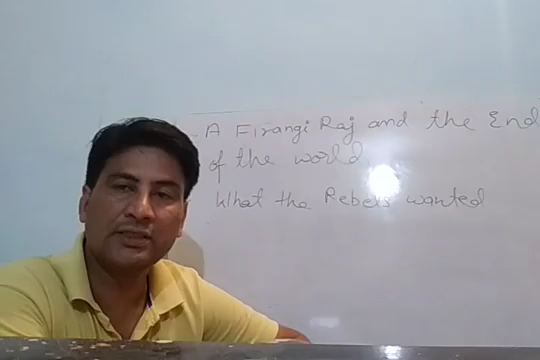 A Firangi Raj and the End
of the world
What the Rebels wanted